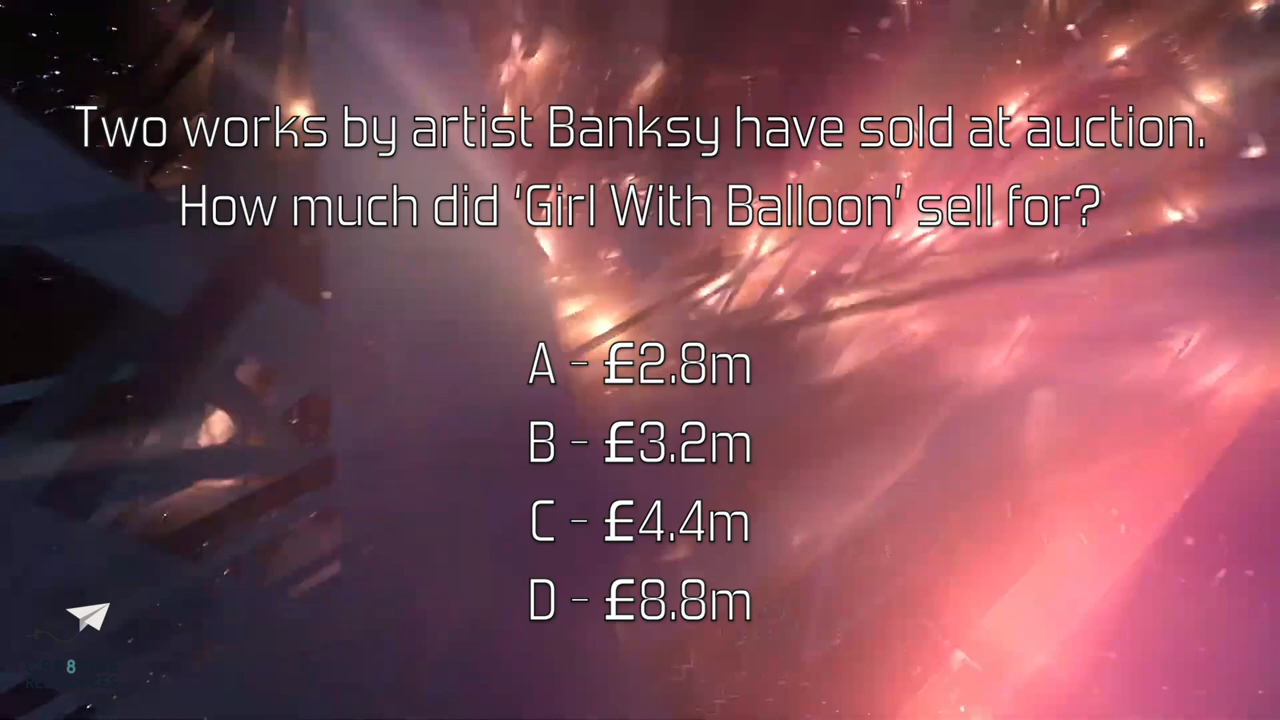 Two works by artist Banksy have sold at auction.
How much did ‘Girl With Balloon’ sell for?
A - £2.8m
B - £3.2m
C - £4.4m
D - £8.8m
8